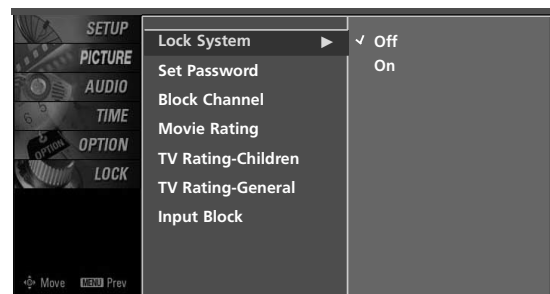 SETUP
PICTURE
AUDIO
TIME
OPTION
LOCK
Move MENU Prev
Lock System
Set Password
Block Channel
Movie Rating
TV Rating-Children
TV Rating-General
Input Block
Off
On